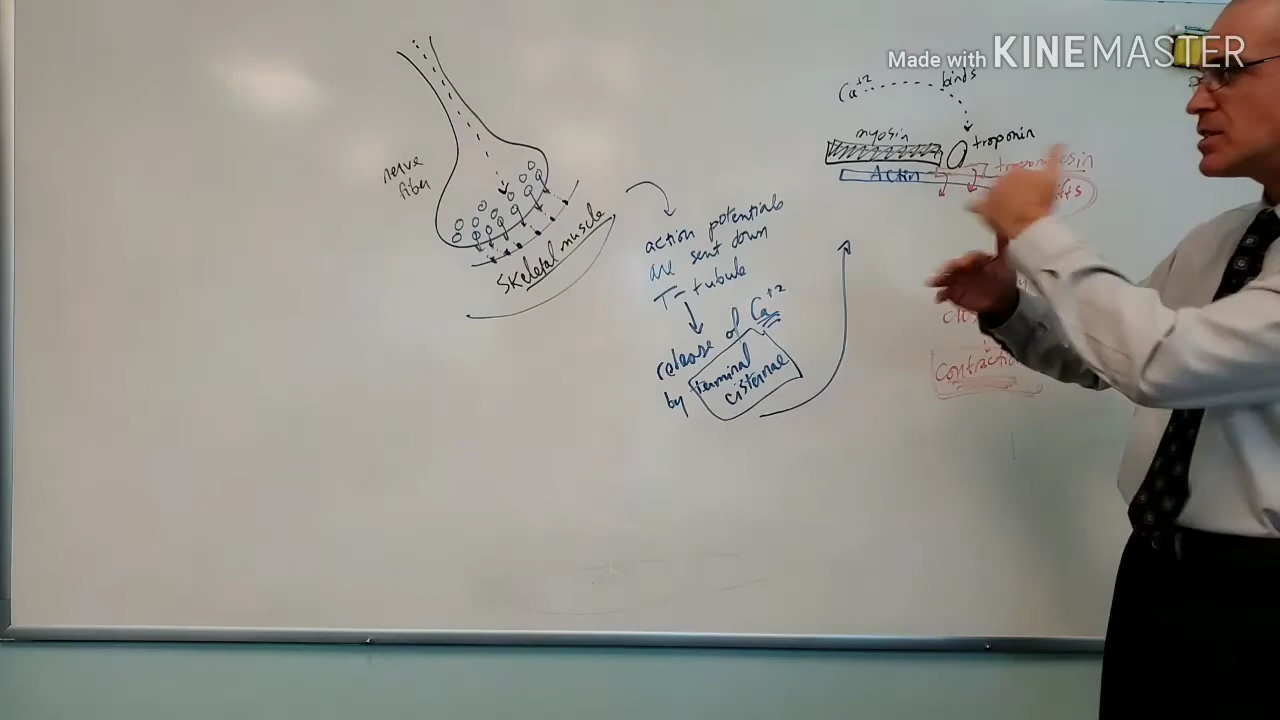 Made with KINEMASTER
nerve
fiber
skeletal muscle
action potentials
are sent down
T-tubule
release of Ca+2
by terminal
cisternae
Ca+2 binds
myosin
troponin
Actin
Contractio